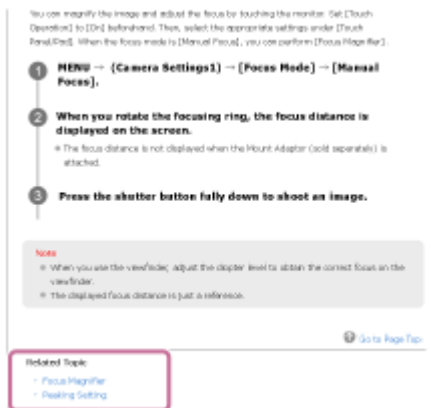 You can magnify the image and adjust the focus by touching the monitor. Set [Touch
Operation] to [On] beforehand. Then, select the appropriate settings under [Touch
Panel/Pad]. When the focus mode is [Manual Focus], you can perform [Focus Magnifier].
1 MENU → (Camera Settings1) → [Focus Mode] → [Manual
Focus].
2 When you rotate the focusing ring, the focus distance is
displayed on the screen.
The focus distance is not displayed when the Mount Adaptor (sold separately) is
attached.
3 Press the shutter button fully down to shoot an image.
Note
When you use the viewfinder, adjust the diopter level to obtain the correct focus on the
viewfinder.
The displayed focus distance is just a reference.
Go to Page Top
Related Topic
Focus Magnifier
Peaking Setting